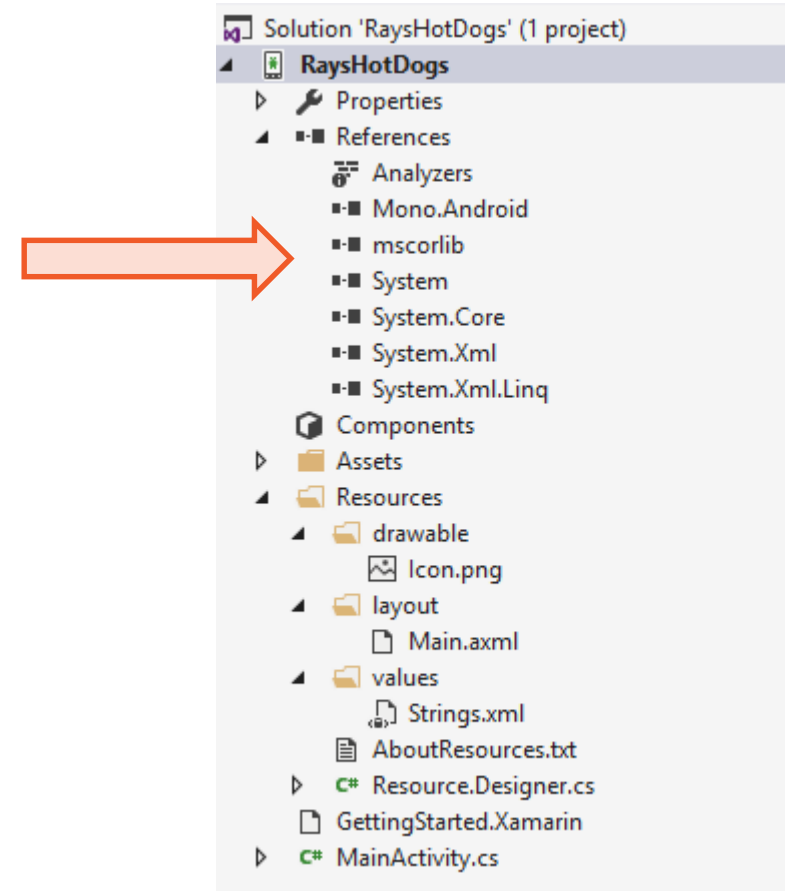 Solution 'RaysHotDogs' (1 project)
RaysHotDogs
Properties
References
Analyzers
Mono.Android
mscorlib
System
System.Core
System.Xml
System.Xml.Linq
Components
Assets
Resources
drawable
Icon.png
layout
Main.axml
values
Strings.xml
AboutResources.txt
C# Resource.Designer.cs
GettingStarted.Xamarin
C# MainActivity.cs